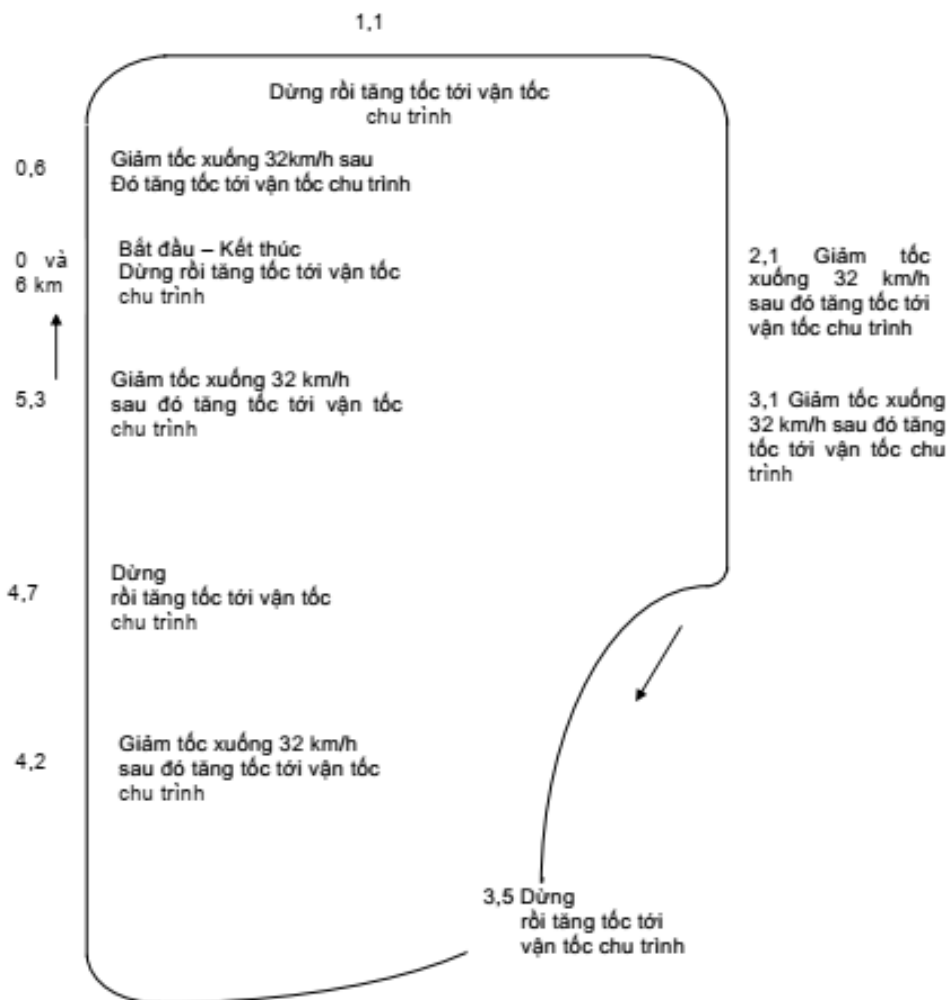 1,1
Dừng rồi tăng tốc tới vận tốc
chu trình
0,6
Giảm tốc xuống 32km/h sau
Đó tăng tốc tới vận tốc chu trình
0 và
6 km
Bắt đầu – Kết thúc
Dừng rồi tăng tốc tới vận tốc
chu trình
2,1 Giảm tốc
xuống 32 km/h
sau đó tăng tốc tới
vận tốc chu trình
5,3
Giảm tốc xuống 32 km/h
sau đó tăng tốc tới vận tốc
chu trình
3,1 Giảm tốc xuống
32 km/h sau đó tăng
tốc tới vận tốc chu
trình
4,7
Dừng
rồi tăng tốc tới vận tốc
chu trình
4,2
Giảm tốc xuống 32 km/h
sau đó tăng tốc tới vận tốc
chu trình
3,5 Dừng
rồi tăng tốc tới
vận tốc chu trình